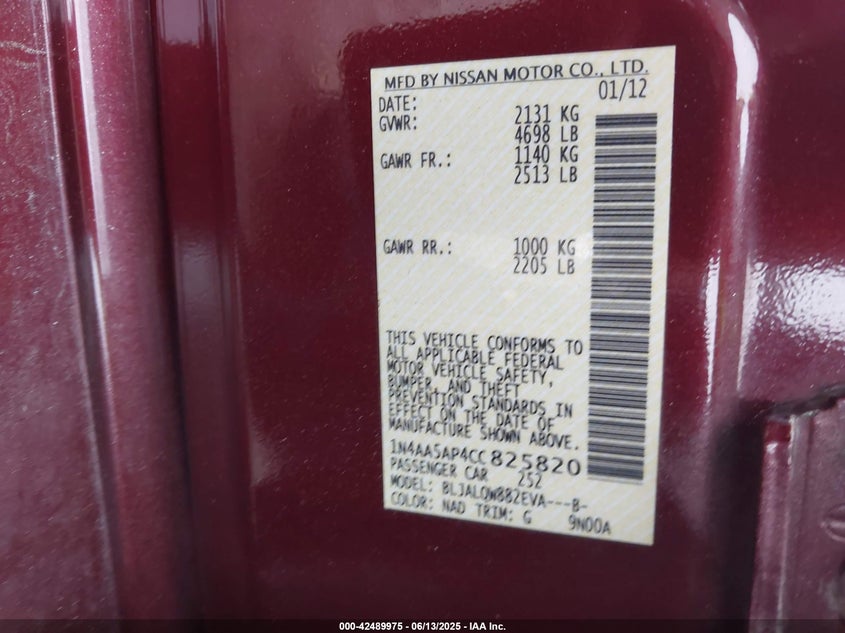 MFD BY NISSAN MOTOR CO., LTD.
DATE: 01/12
GVWR: 2131 KG
4698 LB
GAWR FR.: 1140 KG
2513 LB
GAWR RR.: 1000 KG
2205 LB
THIS VEHICLE CONFORMS TO
ALL APPLICABLE FEDERAL
MOTOR VEHICLE SAFETY,
BUMPER, AND THEFT
PREVENTION STANDARDS IN
EFFECT ON THE DATE OF
MANUFACTURE SHOWN ABOVE.
1N4AA5AP4CC825820
PASSENGER CAR 252
MODEL: BLJALOW882EVA---B-
COLOR: NAD TRIM: G 9N00A
000-42489975 - 06/13/2025 - IAA Inc.